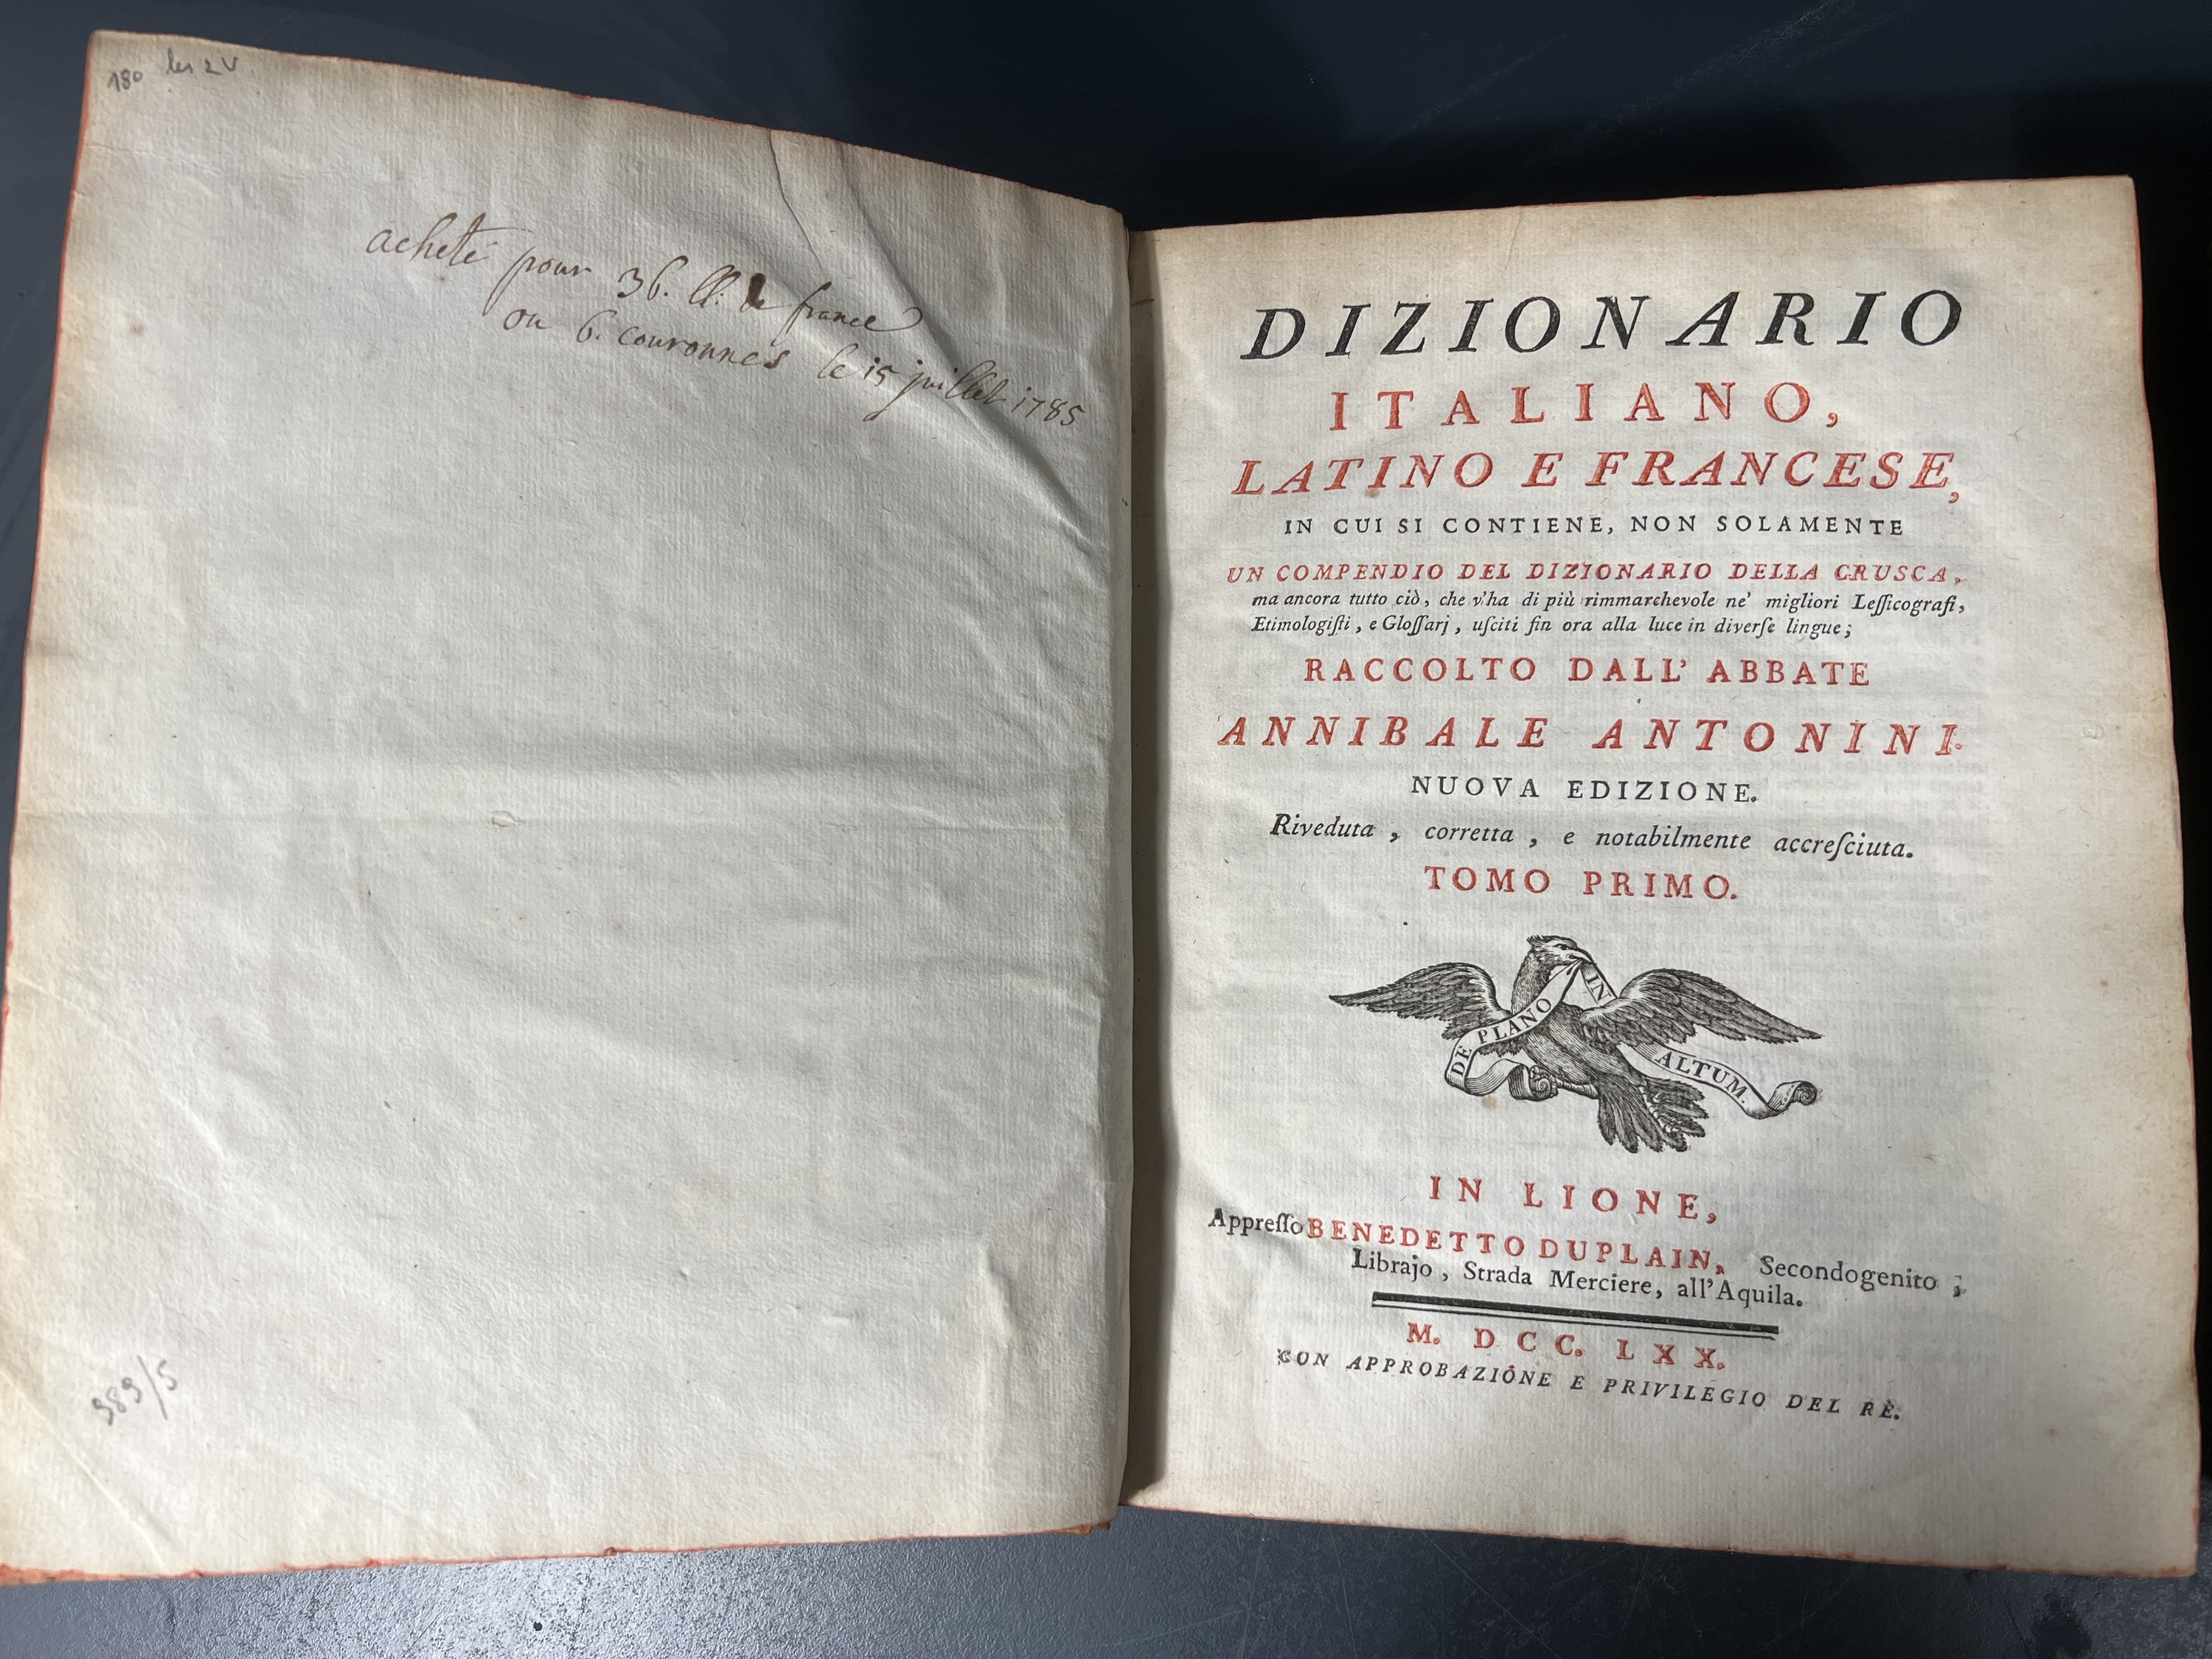 180 les 2 V
acheté pour 36. ll. de france
ou 6. couronnes le 15 juillet 1785
989/5
DIZIONARIO
ITALIANO,
LATINO E FRANCESE,
IN CUI SI CONTIENE, NON SOLAMENTE
UN COMPENDIO DEL DIZIONARIO DELLA CRUSCA,
ma ancora tutto ciò, che v'ha di più rimmarchevole ne' migliori Leſſicografi,
Etimologiſti, e Gloſſarj, uſciti fin ora alla luce in diverſe lingue;
RACCOLTO DALL' ABBATE
ANNIBALE ANTONINI.
NUOVA EDIZIONE.
Riveduta, corretta, e notabilmente accreſciuta.
TOMO PRIMO.
DE PLANO IN ALTUM.
IN LIONE,
Appreſſo BENEDETTO DUPLAIN, Secondogenito;
Librajo, Strada Merciere, all'Aquila.
M. DCC. LXX.
CON APPROBAZIÔNE E PRIVILEGIO DEL RÈ.